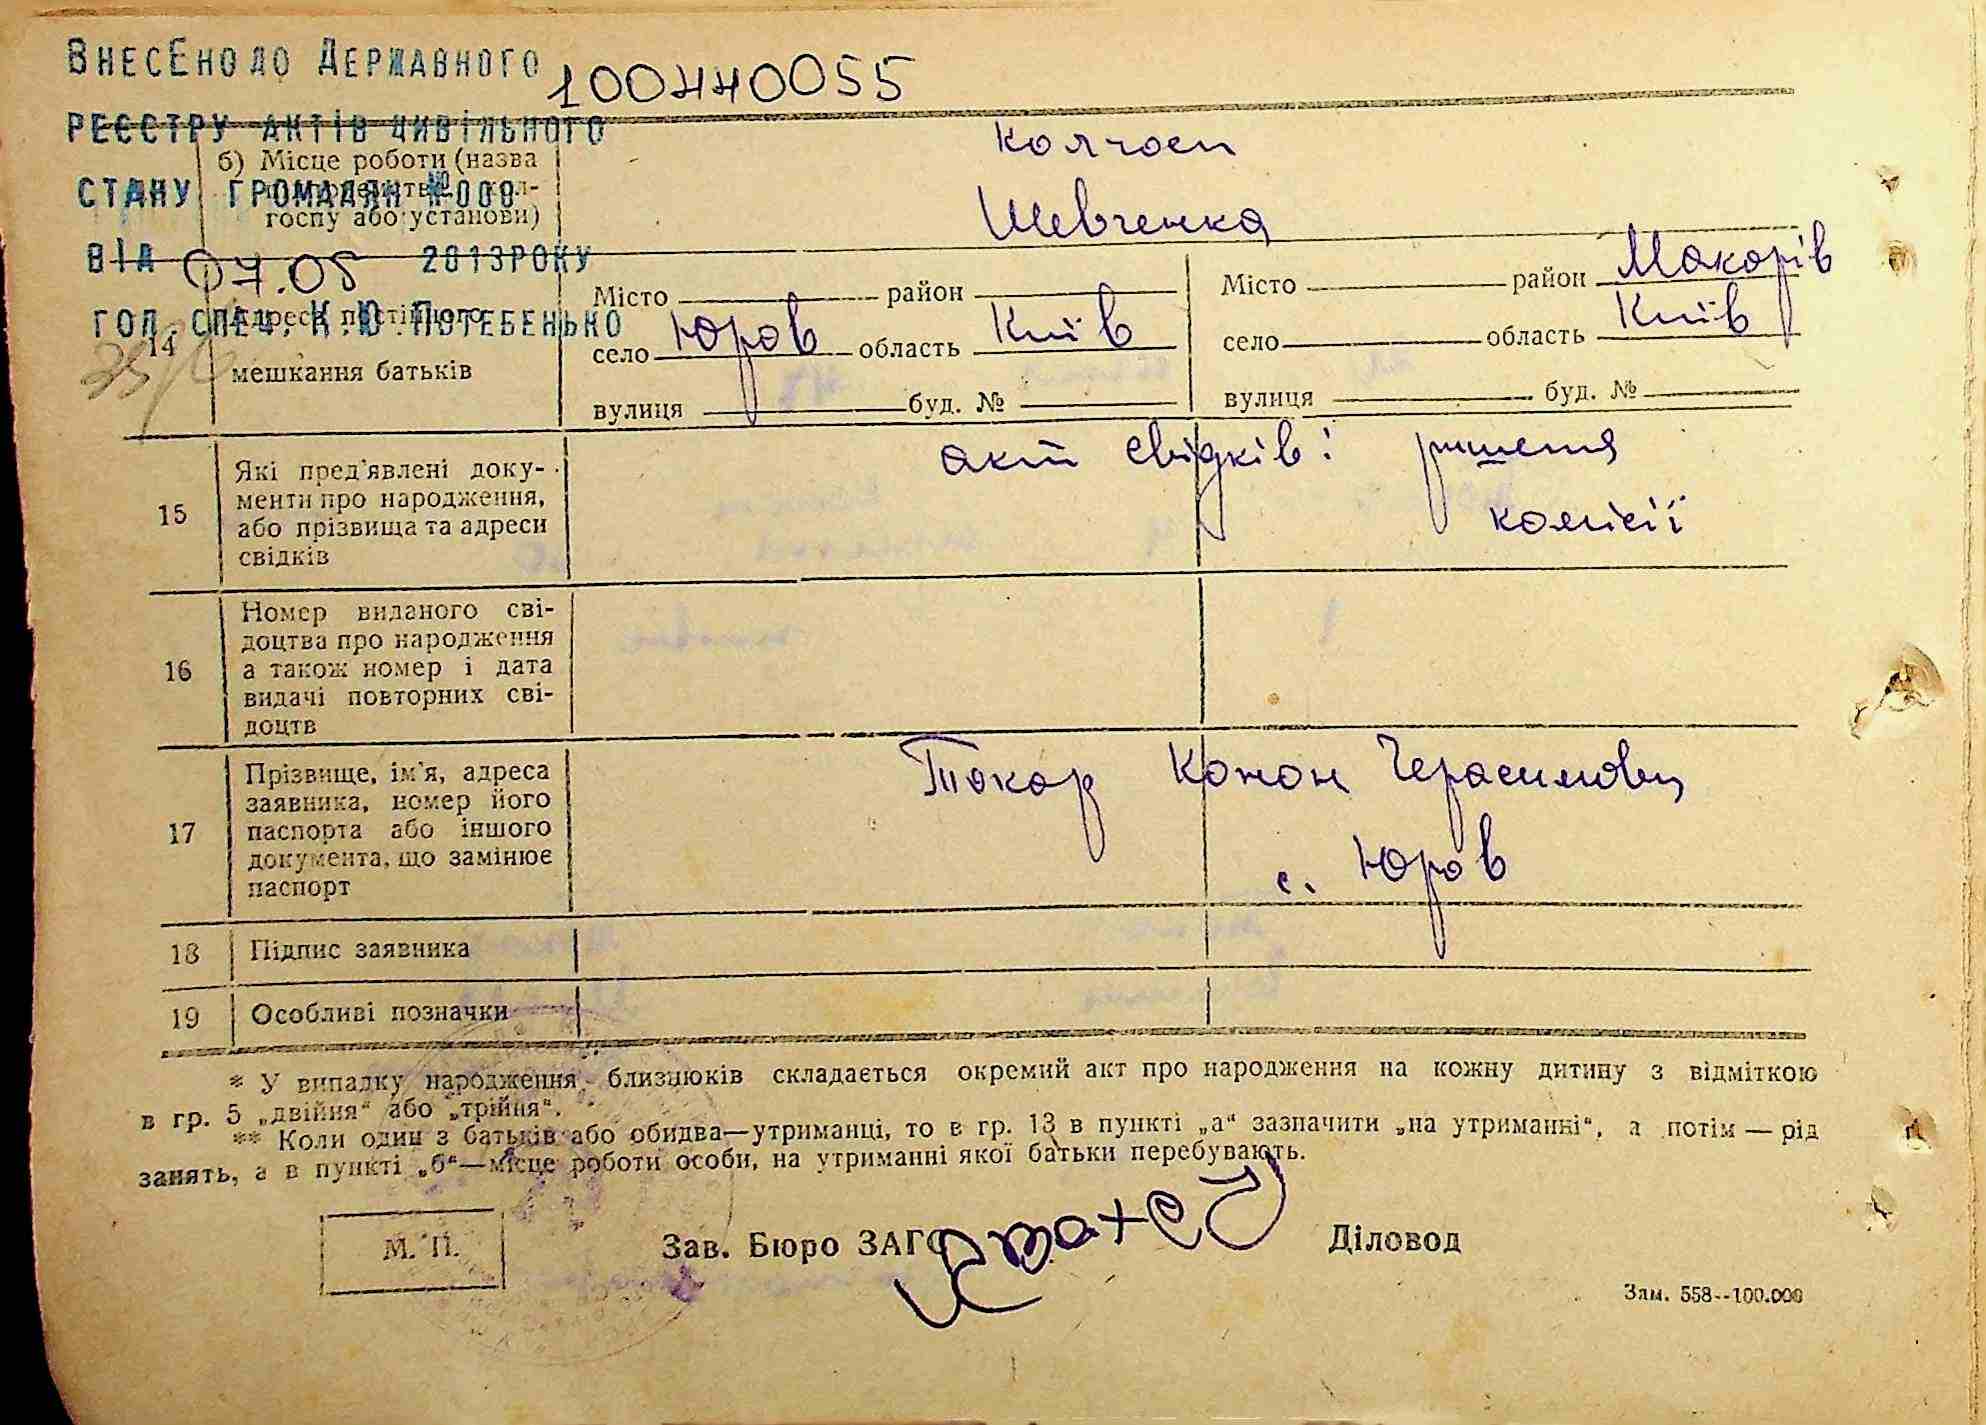 Внесено до Державного
100440055
реєстру актів цивільного
стану громадян № 000
від 07.05 2013 року
гол. спец. К.Ю. Потебенько
б) Місце роботи (назва
госпу або установи)
колгосп
Шевченка
14
мешкання батьків
Місто район
село Юров область Київ
вулиця буд. №
Місто район Макарів
село область Київ
вулиця буд. №
15
Які пред'явлені доку-
менти про народження,
або прізвища та адреси
свідків
акт свідків: рішення
комісії
16
Номер виданого сві-
доцтва про народження
а також номер і дата
видачі повторних сві-
доцтв
17
Прізвище, ім'я, адреса
заявника, номер його
паспорта або іншого
документа, що замінює
паспорт
Токар Конон Герасимович
с. Юров
18 Підпис заявника
19 Особливі позначки
* У випадку народження близнюків складається окремий акт про народження на кожну дитину з відміткою
в гр. 5 „двійня“ або „трійня“.
** Коли один з батьків або обидва—утриманці, то в гр. 13 в пункті „а“ зазначити „на утриманні“, а потім — рід
занять, а в пункті „б“—місце роботи особи, на утриманні якої батьки перебувають.
М. П.
Зав. Бюро ЗАГС
Діловод
Зам. 558--100.000